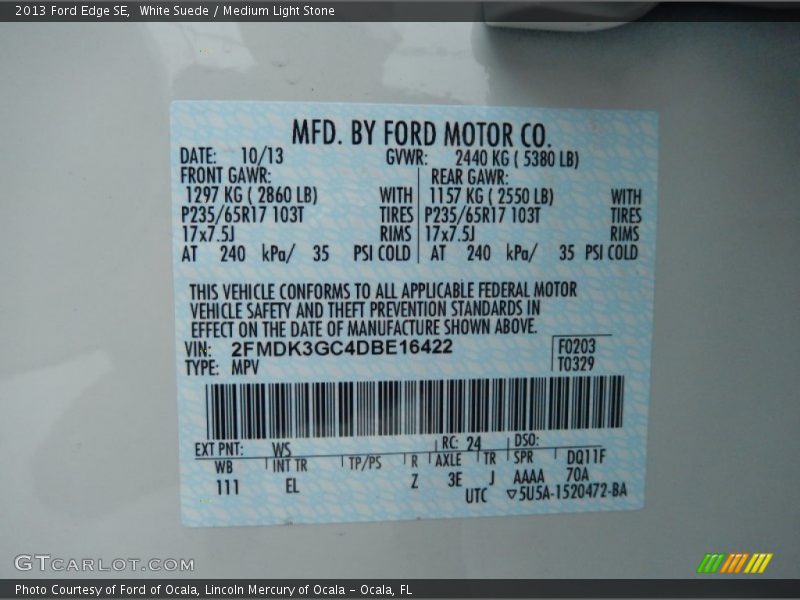 2013 Ford Edge SE,  White Suede / Medium Light Stone
MFD. BY FORD MOTOR CO.
DATE: 10/13 GVWR: 2440 KG ( 5380 LB)
FRONT GAWR: REAR GAWR:
1297 KG ( 2860 LB) WITH 1157 KG ( 2550 LB) WITH
P235/65R17 103T TIRES P235/65R17 103T TIRES
17x7.5J RIMS 17x7.5J RIMS
AT 240 kPa/ 35 PSI COLD AT 240 kPa/ 35 PSI COLD
THIS VEHICLE CONFORMS TO ALL APPLICABLE FEDERAL MOTOR
VEHICLE SAFETY AND THEFT PREVENTION STANDARDS IN
EFFECT ON THE DATE OF MANUFACTURE SHOWN ABOVE.
VIN: 2FMDK3GC4DBE16422 F0203
TYPE: MPV T0329
EXT PNT: WS RC: 24 DSO:
WB INT TR TP/PS R AXLE TR SPR DQ11F
111 EL Z 3E J AAAA 70A
UTC ▽5U5A-1520472-BA
GTCARLOT.COM
Photo Courtesy of Ford of Ocala, Lincoln Mercury of Ocala – Ocala, FL